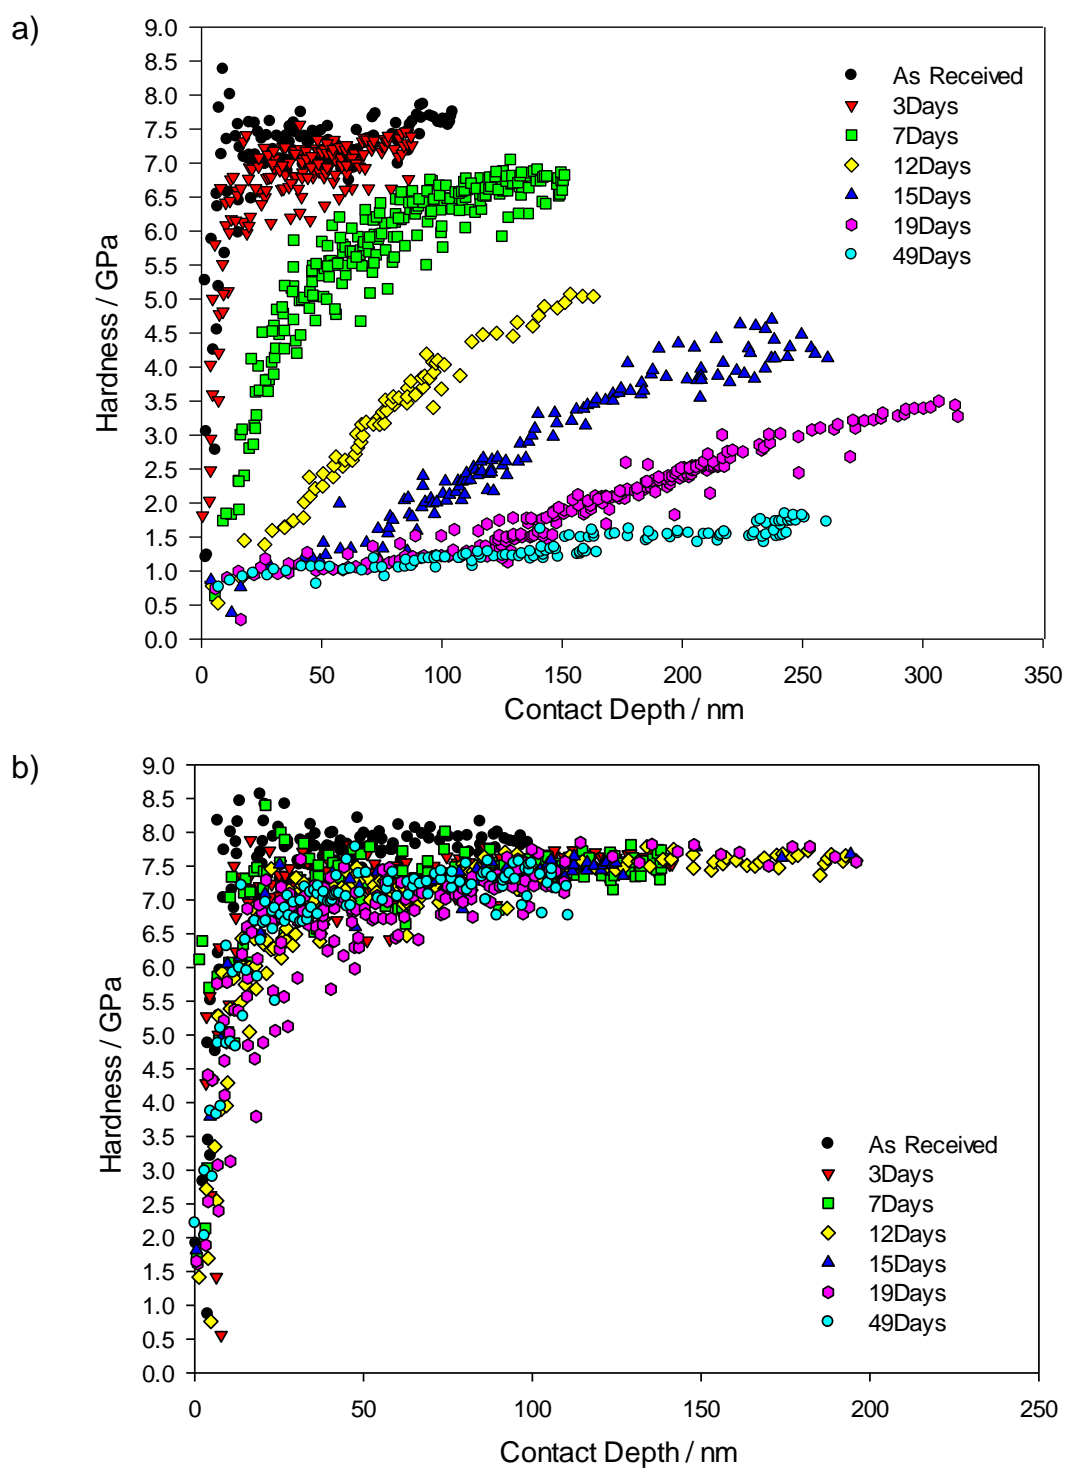 a)
9.0
8.5
8.0
7.5
7.0
6.5
6.0
5.5
5.0
4.5
4.0
3.5
3.0
2.5
2.0
1.5
1.0
0.5
0.0
Hardness / GPa
As Received
3Days
7Days
12Days
15Days
19Days
49Days
0 50 100 150 200 250 300 350
Contact Depth / nm
b)
9.0
8.5
8.0
7.5
7.0
6.5
6.0
5.5
5.0
4.5
4.0
3.5
3.0
2.5
2.0
1.5
1.0
0.5
0.0
Hardness / GPa
As Received
3Days
7Days
12Days
15Days
19Days
49Days
0 50 100 150 200 250
Contact Depth / nm